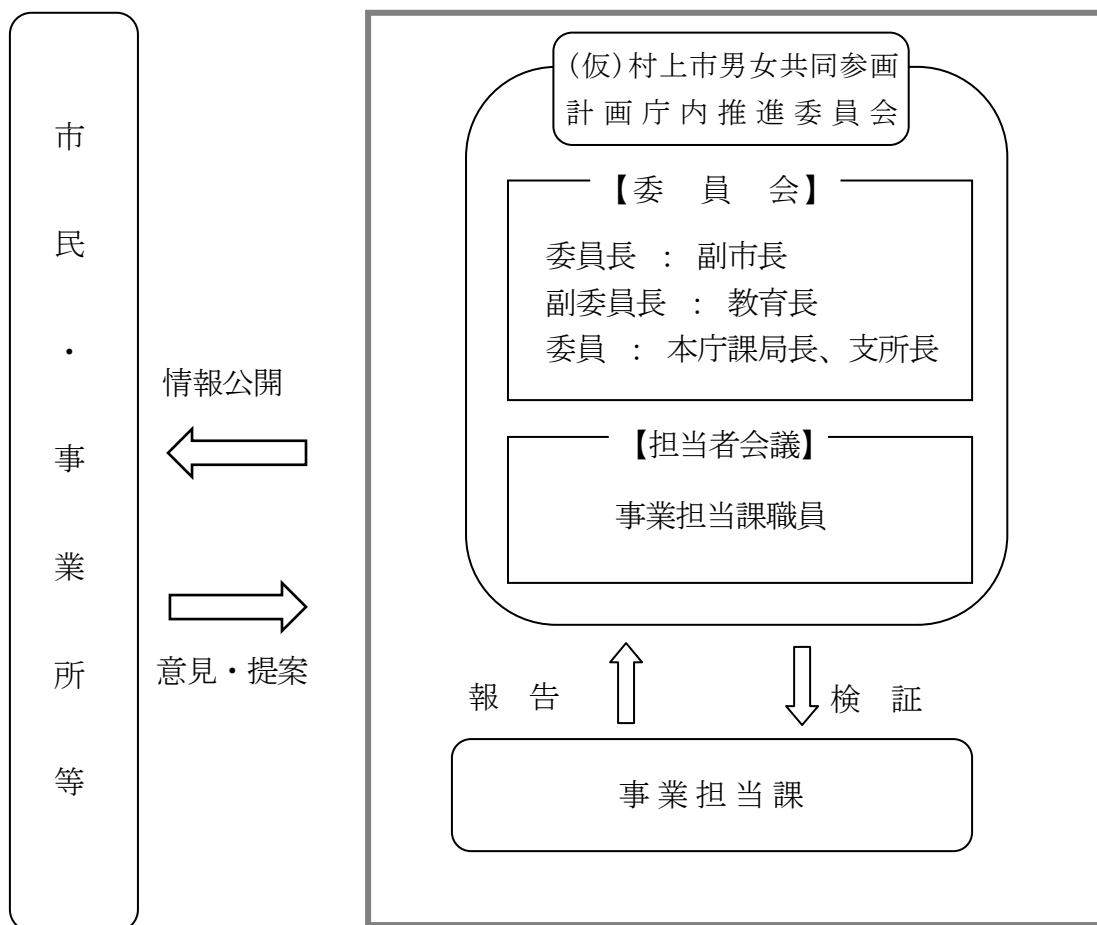 市民・事業所等
(仮)村上市男女共同参画
計画庁内推進委員会
【委 員 会】
委員長 : 副市長
副委員長 : 教育長
委員 : 本庁課局長、支所長
【担当者会議】
事業担当課職員
情報公開
意見・提案
報 告
検 証
事業担当課